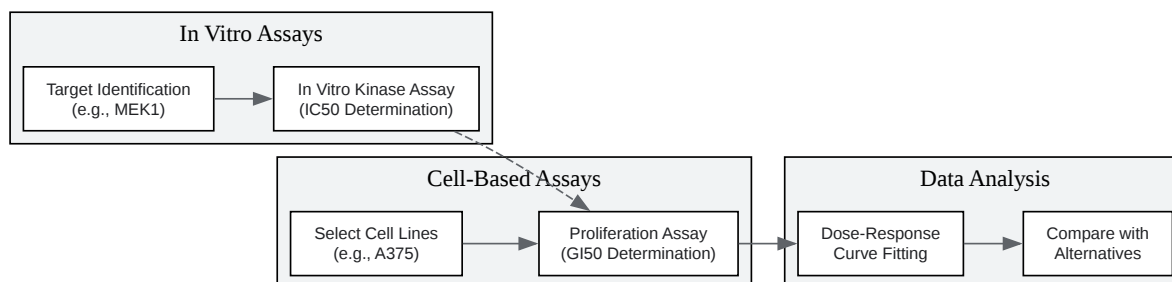 In Vitro Assays
Target Identification
(e.g., MEK1)
In Vitro Kinase Assay
(IC50 Determination)
Cell-Based Assays
Select Cell Lines
(e.g., A375)
Proliferation Assay
(GI50 Determination)
Data Analysis
Dose-Response
Curve Fitting
Compare with
Alternatives